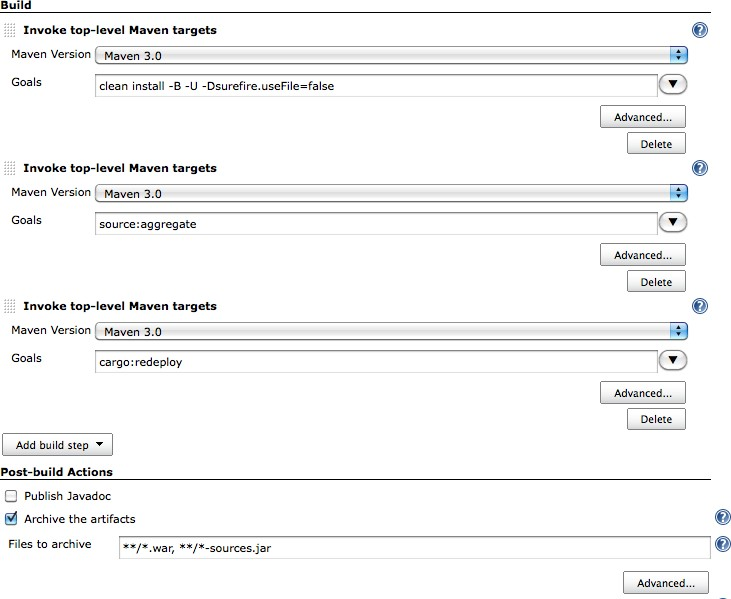 Build
Invoke top-level Maven targets
Maven Version Maven 3.0
Goals clean install -B -U -Dsurefire.useFile=false
Advanced...
Delete
Invoke top-level Maven targets
Maven Version Maven 3.0
Goals source:aggregate
Advanced...
Delete
Invoke top-level Maven targets
Maven Version Maven 3.0
Goals cargo:redeploy
Advanced...
Delete
Add build step
Post-build Actions
Publish Javadoc
Archive the artifacts
Files to archive **/*.war, **/*-sources.jar
Advanced...